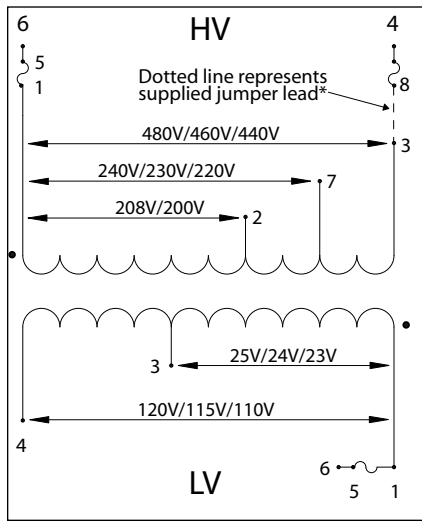 6 HV 4
5
1
8
Dotted line represents
supplied jumper lead*
480V/460V/440V
3
240V/230V/220V
7
208V/200V
2
25V/24V/23V
3
120V/115V/110V
4
LV
6 5 1